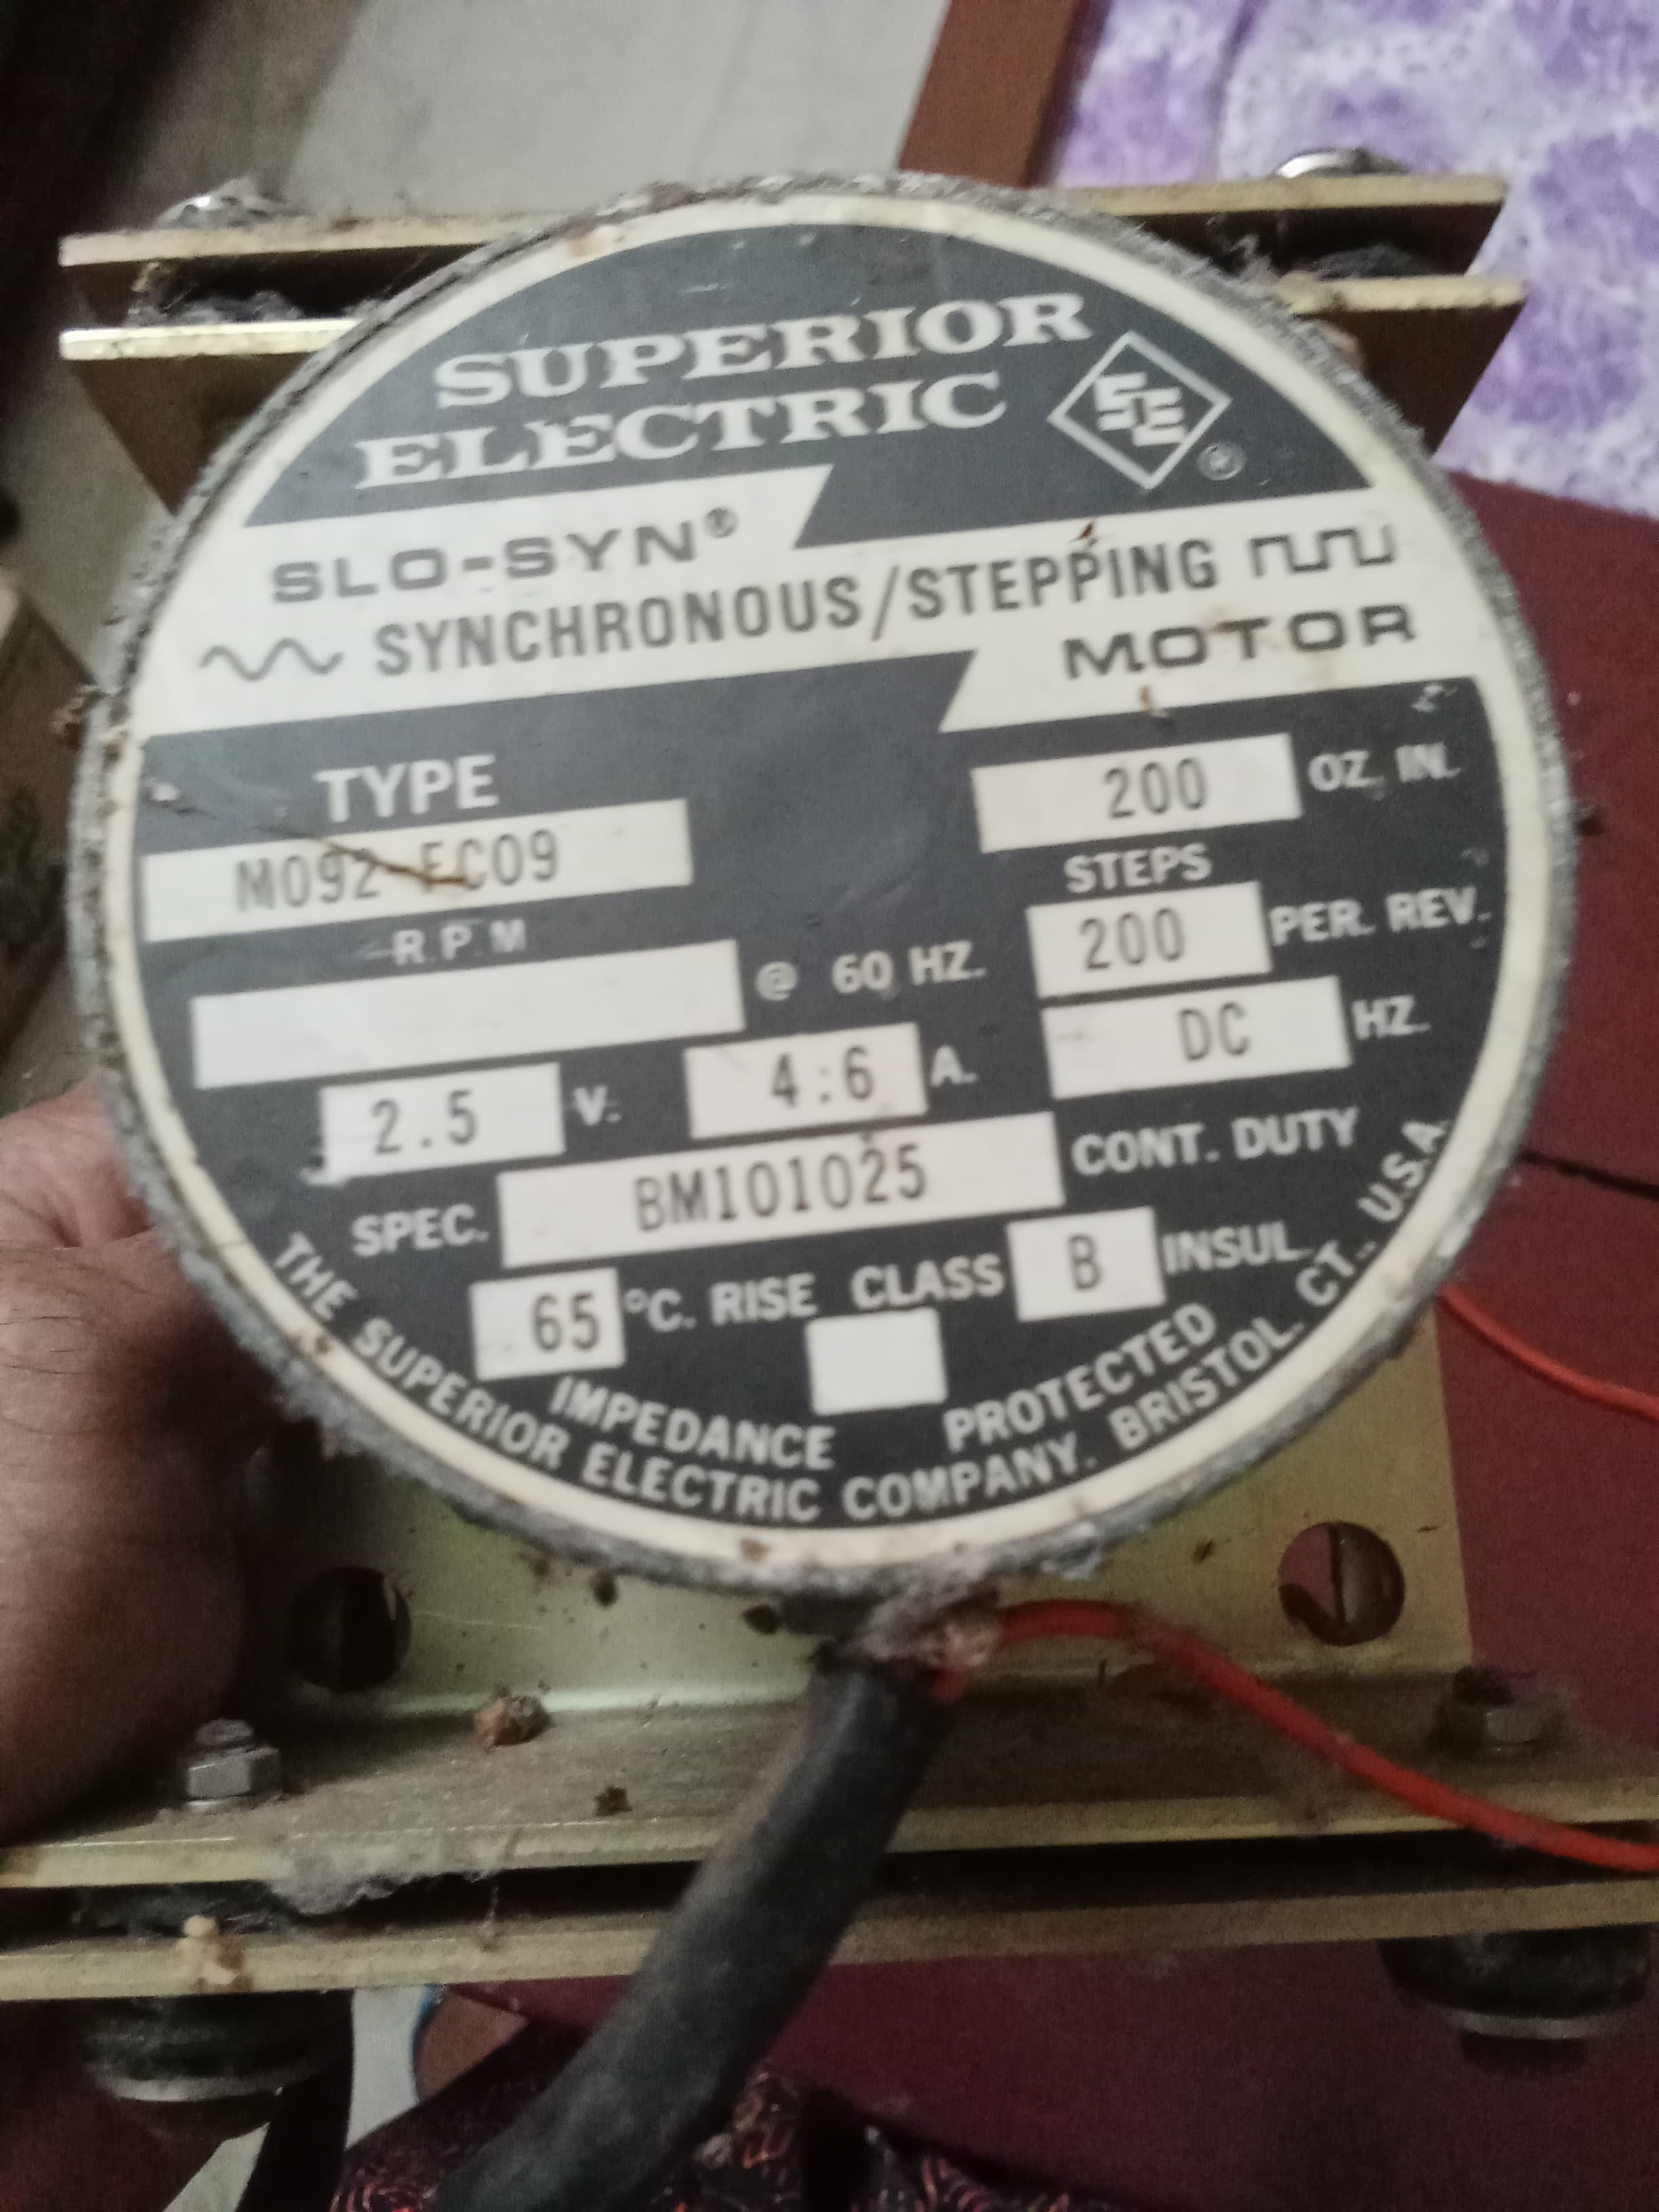 SUPERIOR
ELECTRIC
SE ®
SLO-SYN®
SYNCHRONOUS/STEPPING
MOTOR
TYPE
200 OZ. IN.
M092-FC09
STEPS
R.P.M
200 PER. REV.
@ 60 HZ.
DC HZ.
2.5 V. 4:6 A.
SPEC. BM101025 CONT. DUTY
65 °C. RISE CLASS B INSUL.
IMPEDANCE PROTECTED
THE SUPERIOR ELECTRIC COMPANY. BRISTOL. CT., U.S.A.